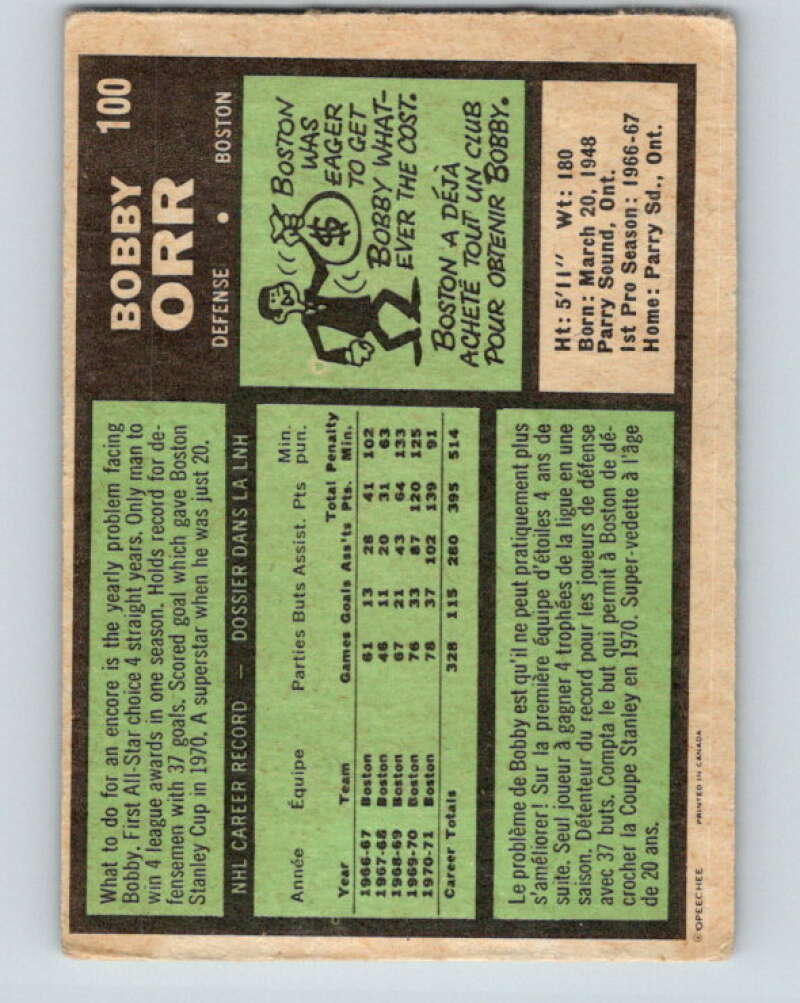 BOBBY 100
ORR
DEFENSE • BOSTON
What to do for an encore is the yearly problem facing
Bobby. First All-Star choice 4 straight years. Only man to
win 4 league awards in one season. Holds record for de-
fensemen with 37 goals. Scored goal which gave Boston
Stanley Cup in 1970. A superstar when he was just 20.
BOSTON
WAS
EAGER
TO GET
BOBBY WHAT-
EVER THE COST.
$
BOSTON A DÉJÀ
ACHETÉ TOUT UN CLUB
POUR OBTENIR BOBBY.
NHL CAREER RECORD — DOSSIER DANS LA LNH
Année Équipe Parties Buts Assist. Pts Min. pun.
Year Team Games Goals Ass'ts Total Pts. Penalty Min.
1966-67 Boston 61 13 28 41 102
1967-68 Boston 46 11 20 31 63
1968-69 Boston 67 21 43 64 133
1969-70 Boston 76 33 87 120 125
1970-71 Boston 78 37 102 139 91
Career Totals 328 115 280 395 514
Ht: 5'11" Wt: 180
Born: March 20, 1948
Parry Sound, Ont.
1st Pro Season: 1966-67
Home: Parry Sd., Ont.
Le problème de Bobby est qu'il ne peut pratiquement plus
s'améliorer! Sur la première équipe d'étoiles 4 ans de
suite. Seul joueur à gagner 4 trophées de la ligue en une
saison. Détenteur du record pour les joueurs de défense
avec 37 buts. Compta le but qui permit à Boston de dé-
crocher la Coupe Stanley en 1970. Super-vedette à l'âge
de 20 ans.
©OPEECHEE PRINTED IN CANADA